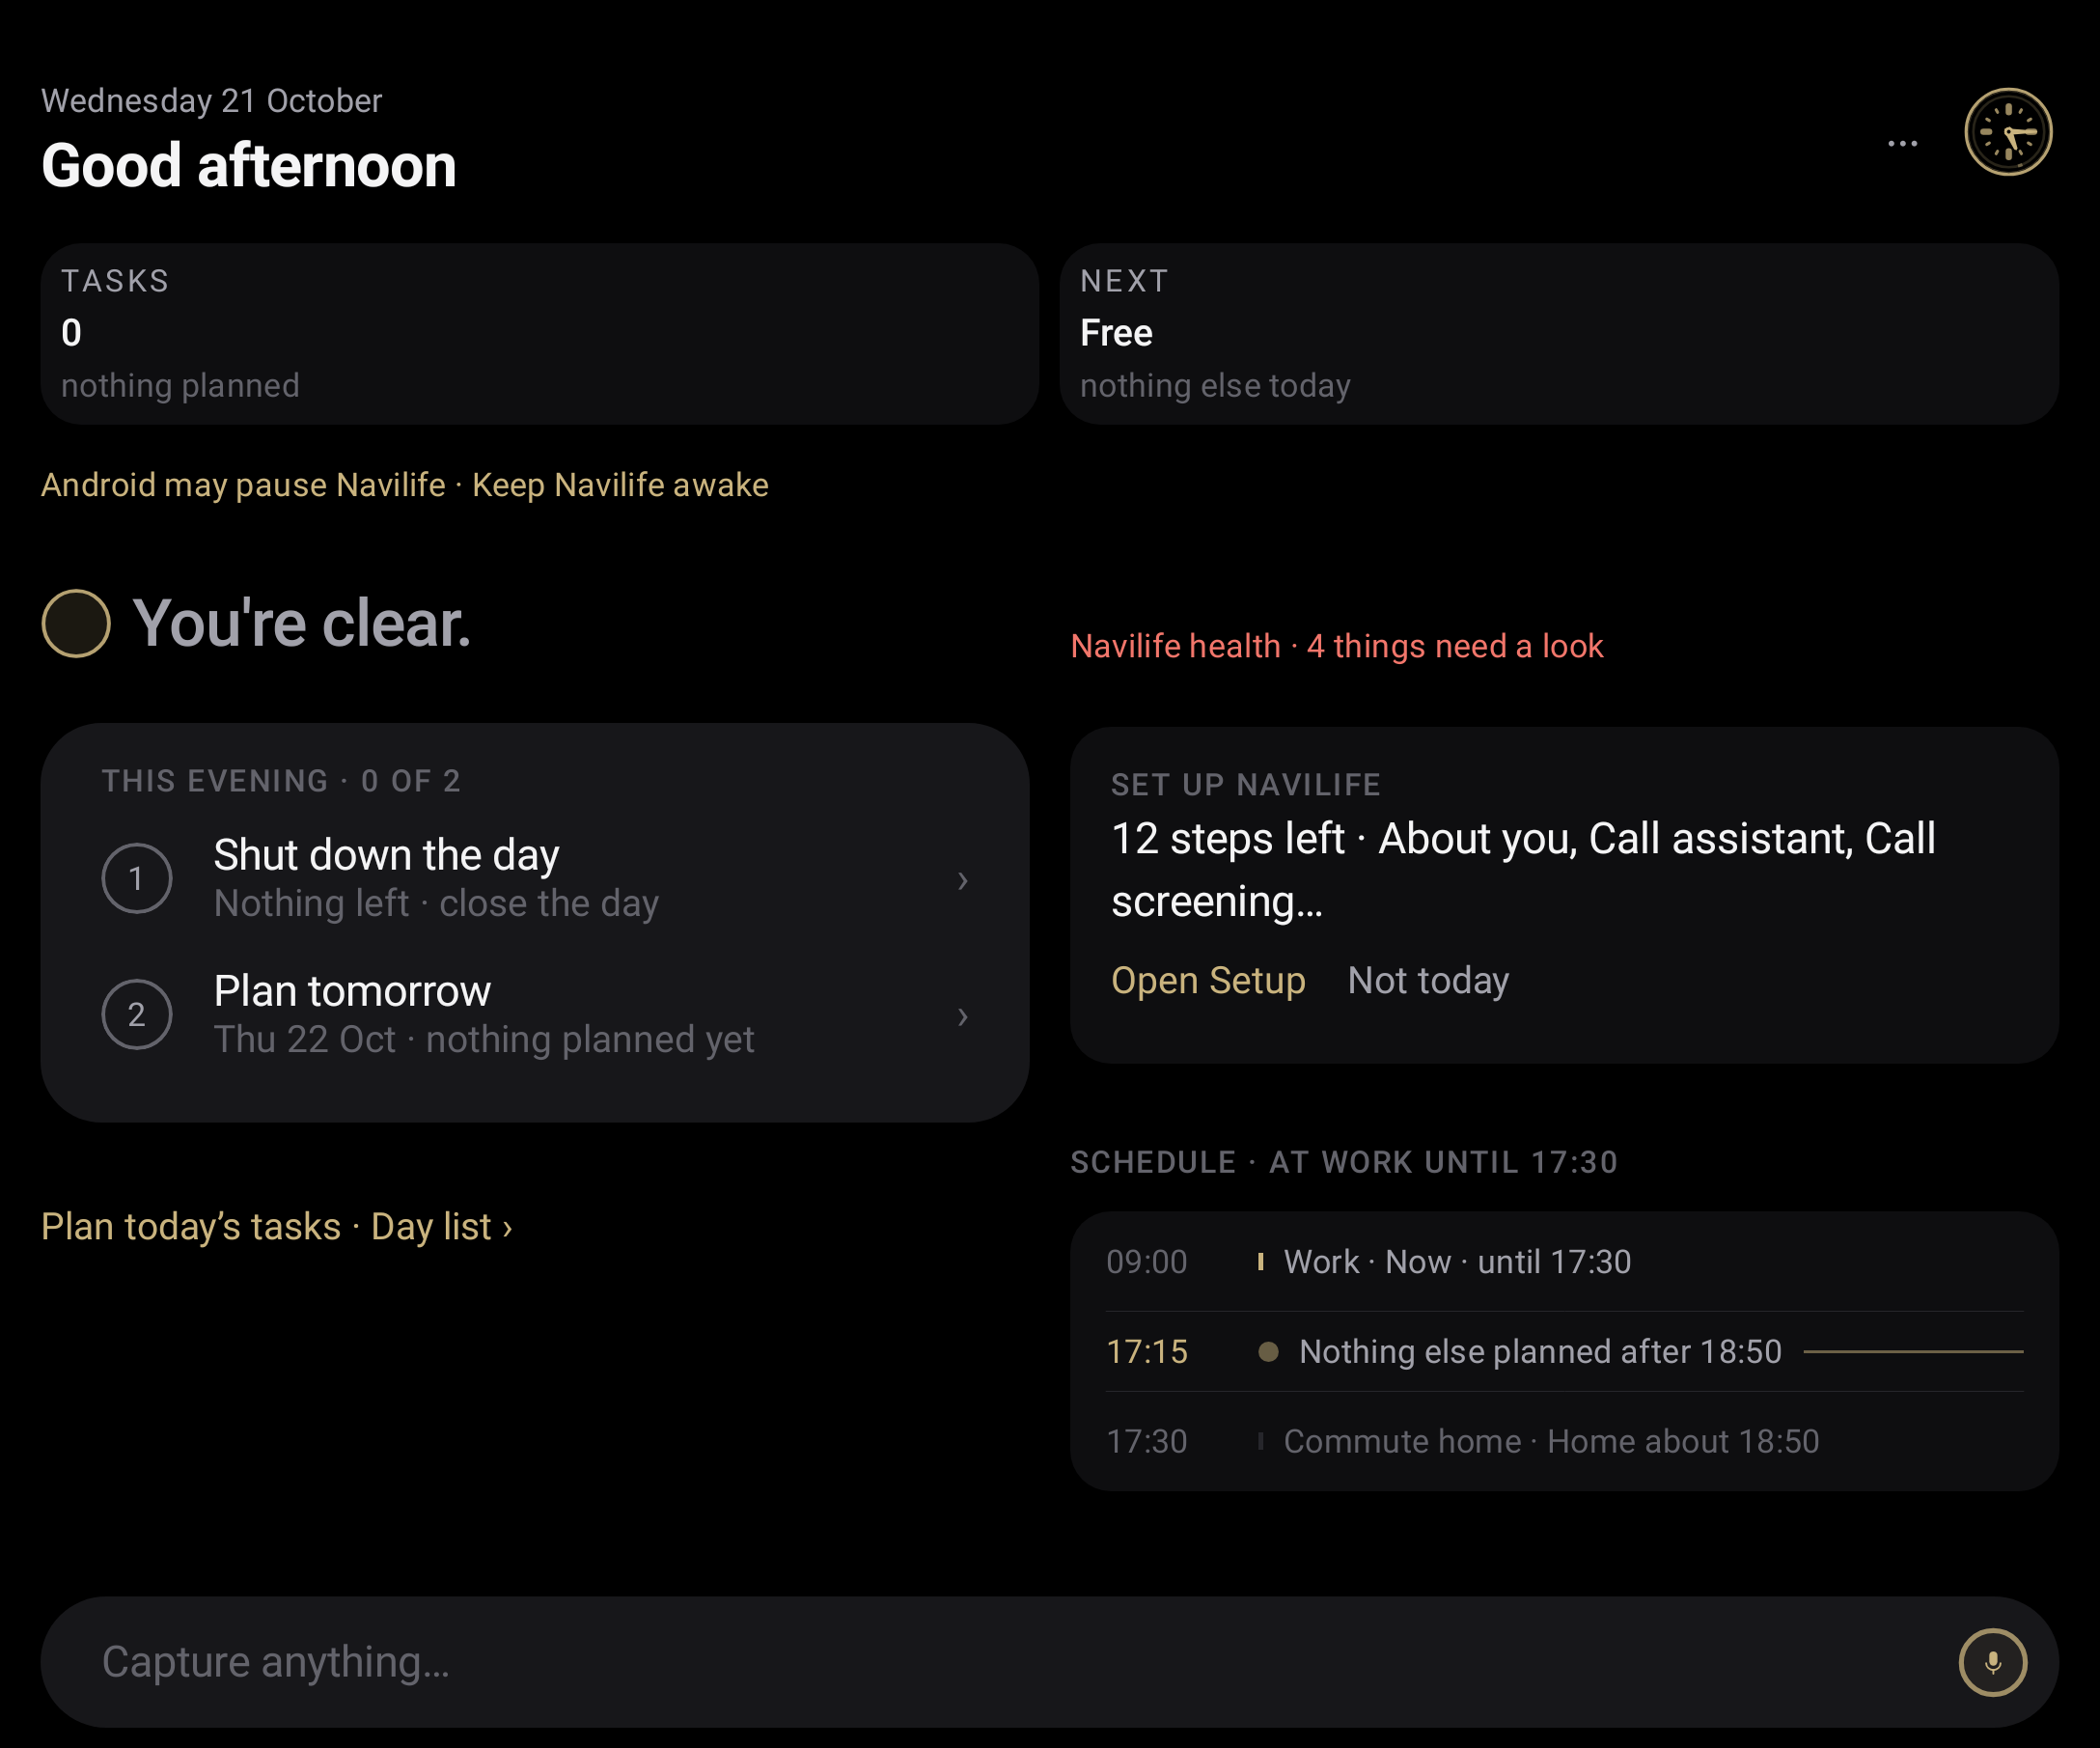 Wednesday 21 October
Good afternoon
TASKS
0
nothing planned
NEXT
Free
nothing else today
Android may pause Navilife · Keep Navilife awake
You're clear.
THIS EVENING · 0 OF 2
1
Shut down the day
Nothing left · close the day
›
2
Plan tomorrow
Thu 22 Oct · nothing planned yet
›
Plan today’s tasks · Day list ›
Navilife health · 4 things need a look
SET UP NAVILIFE
12 steps left · About you, Call assistant, Call
screening…
Open Setup Not today
SCHEDULE · AT WORK UNTIL 17:30
09:00 Work · Now · until 17:30
17:15 Nothing else planned after 18:50
17:30 Commute home · Home about 18:50
Capture anything…